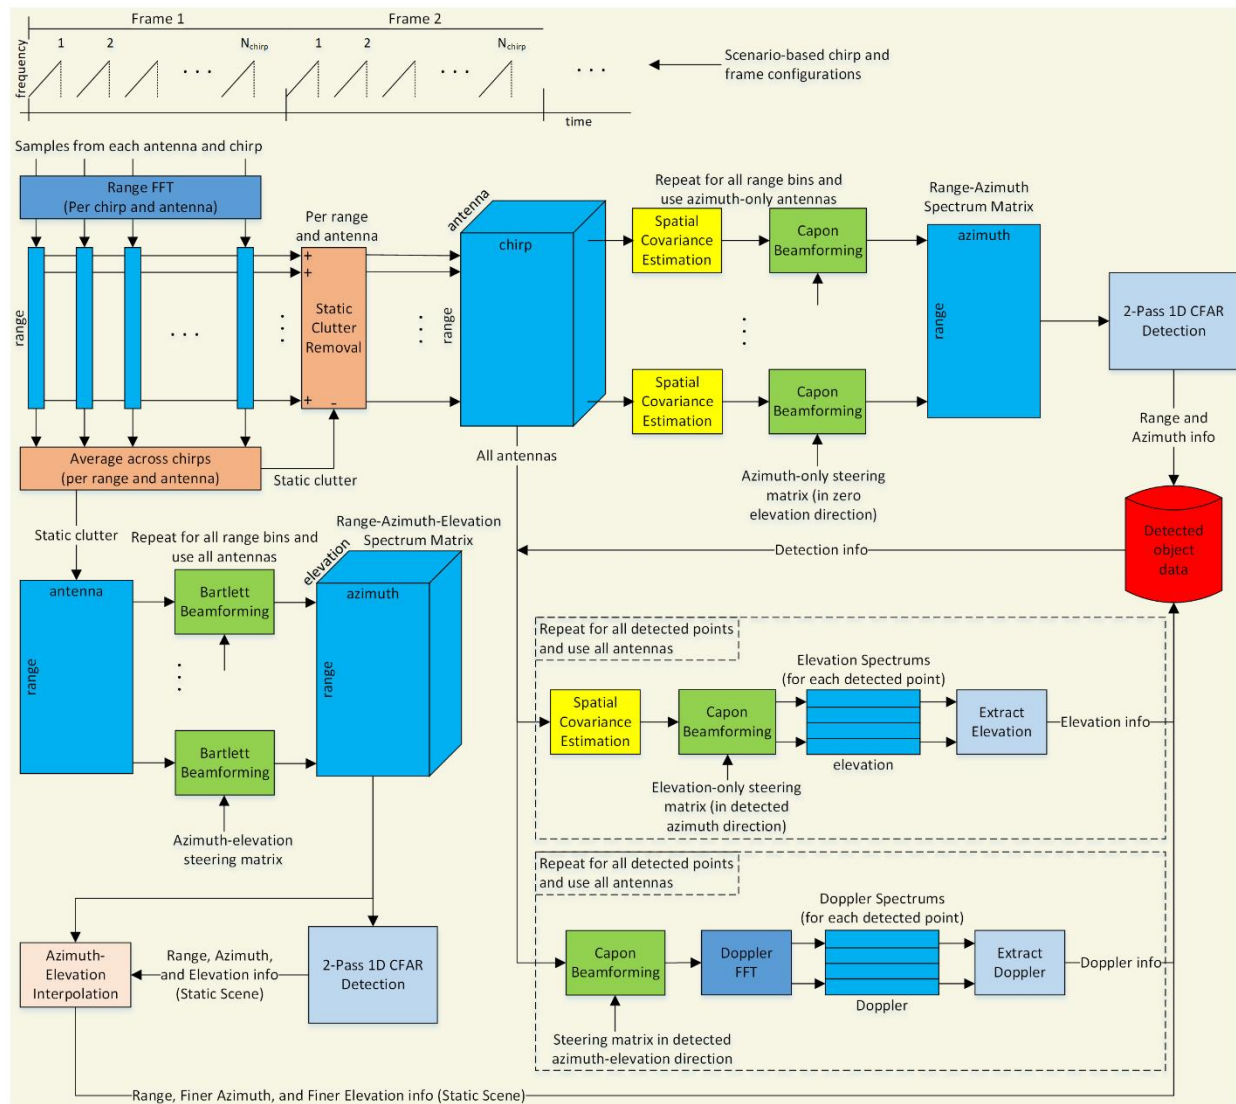 Frame 1
Frame 2
1
2
N_chirp
1
2
N_chirp
frequency
. . .
. . .
. . .
time
Scenario-based chirp and
frame configurations
Samples from each antenna and chirp
Range FFT
(Per chirp and antenna)
Per range
and antenna
antenna
chirp
range
Repeat for all range bins and
use azimuth-only antennas
Range-Azimuth
Spectrum Matrix
Spatial
Covariance
Estimation
Capon
Beamforming
azimuth
range
2-Pass 1D CFAR
Detection
range
. . .
+
+
Static
Clutter
Removal
+
-
Spatial
Covariance
Estimation
Capon
Beamforming
Average across chirps
(per range and antenna)
Static clutter
All antennas
Azimuth-only steering
matrix (in zero
elevation direction)
Range and
Azimuth info
Detected
object
data
Detection info
Static clutter
Repeat for all range bins and
use all antennas
Range-Azimuth-Elevation
Spectrum Matrix
elevation
antenna
range
Bartlett
Beamforming
azimuth
range
Bartlett
Beamforming
Azimuth-elevation
steering matrix
Repeat for all detected points
and use all antennas
Elevation Spectrums
(for each detected point)
Spatial
Covariance
Estimation
Capon
Beamforming
elevation
Extract
Elevation
Elevation info
Elevation-only steering
matrix (in detected
azimuth direction)
Repeat for all detected points
and use all antennas
Doppler Spectrums
(for each detected point)
Capon
Beamforming
Doppler
FFT
Doppler
Extract
Doppler
Doppler info
Steering matrix in detected
azimuth-elevation direction
Azimuth-
Elevation
Interpolation
Range, Azimuth,
and Elevation info
(Static Scene)
2-Pass 1D CFAR
Detection
Range, Finer Azimuth, and Finer Elevation info (Static Scene)